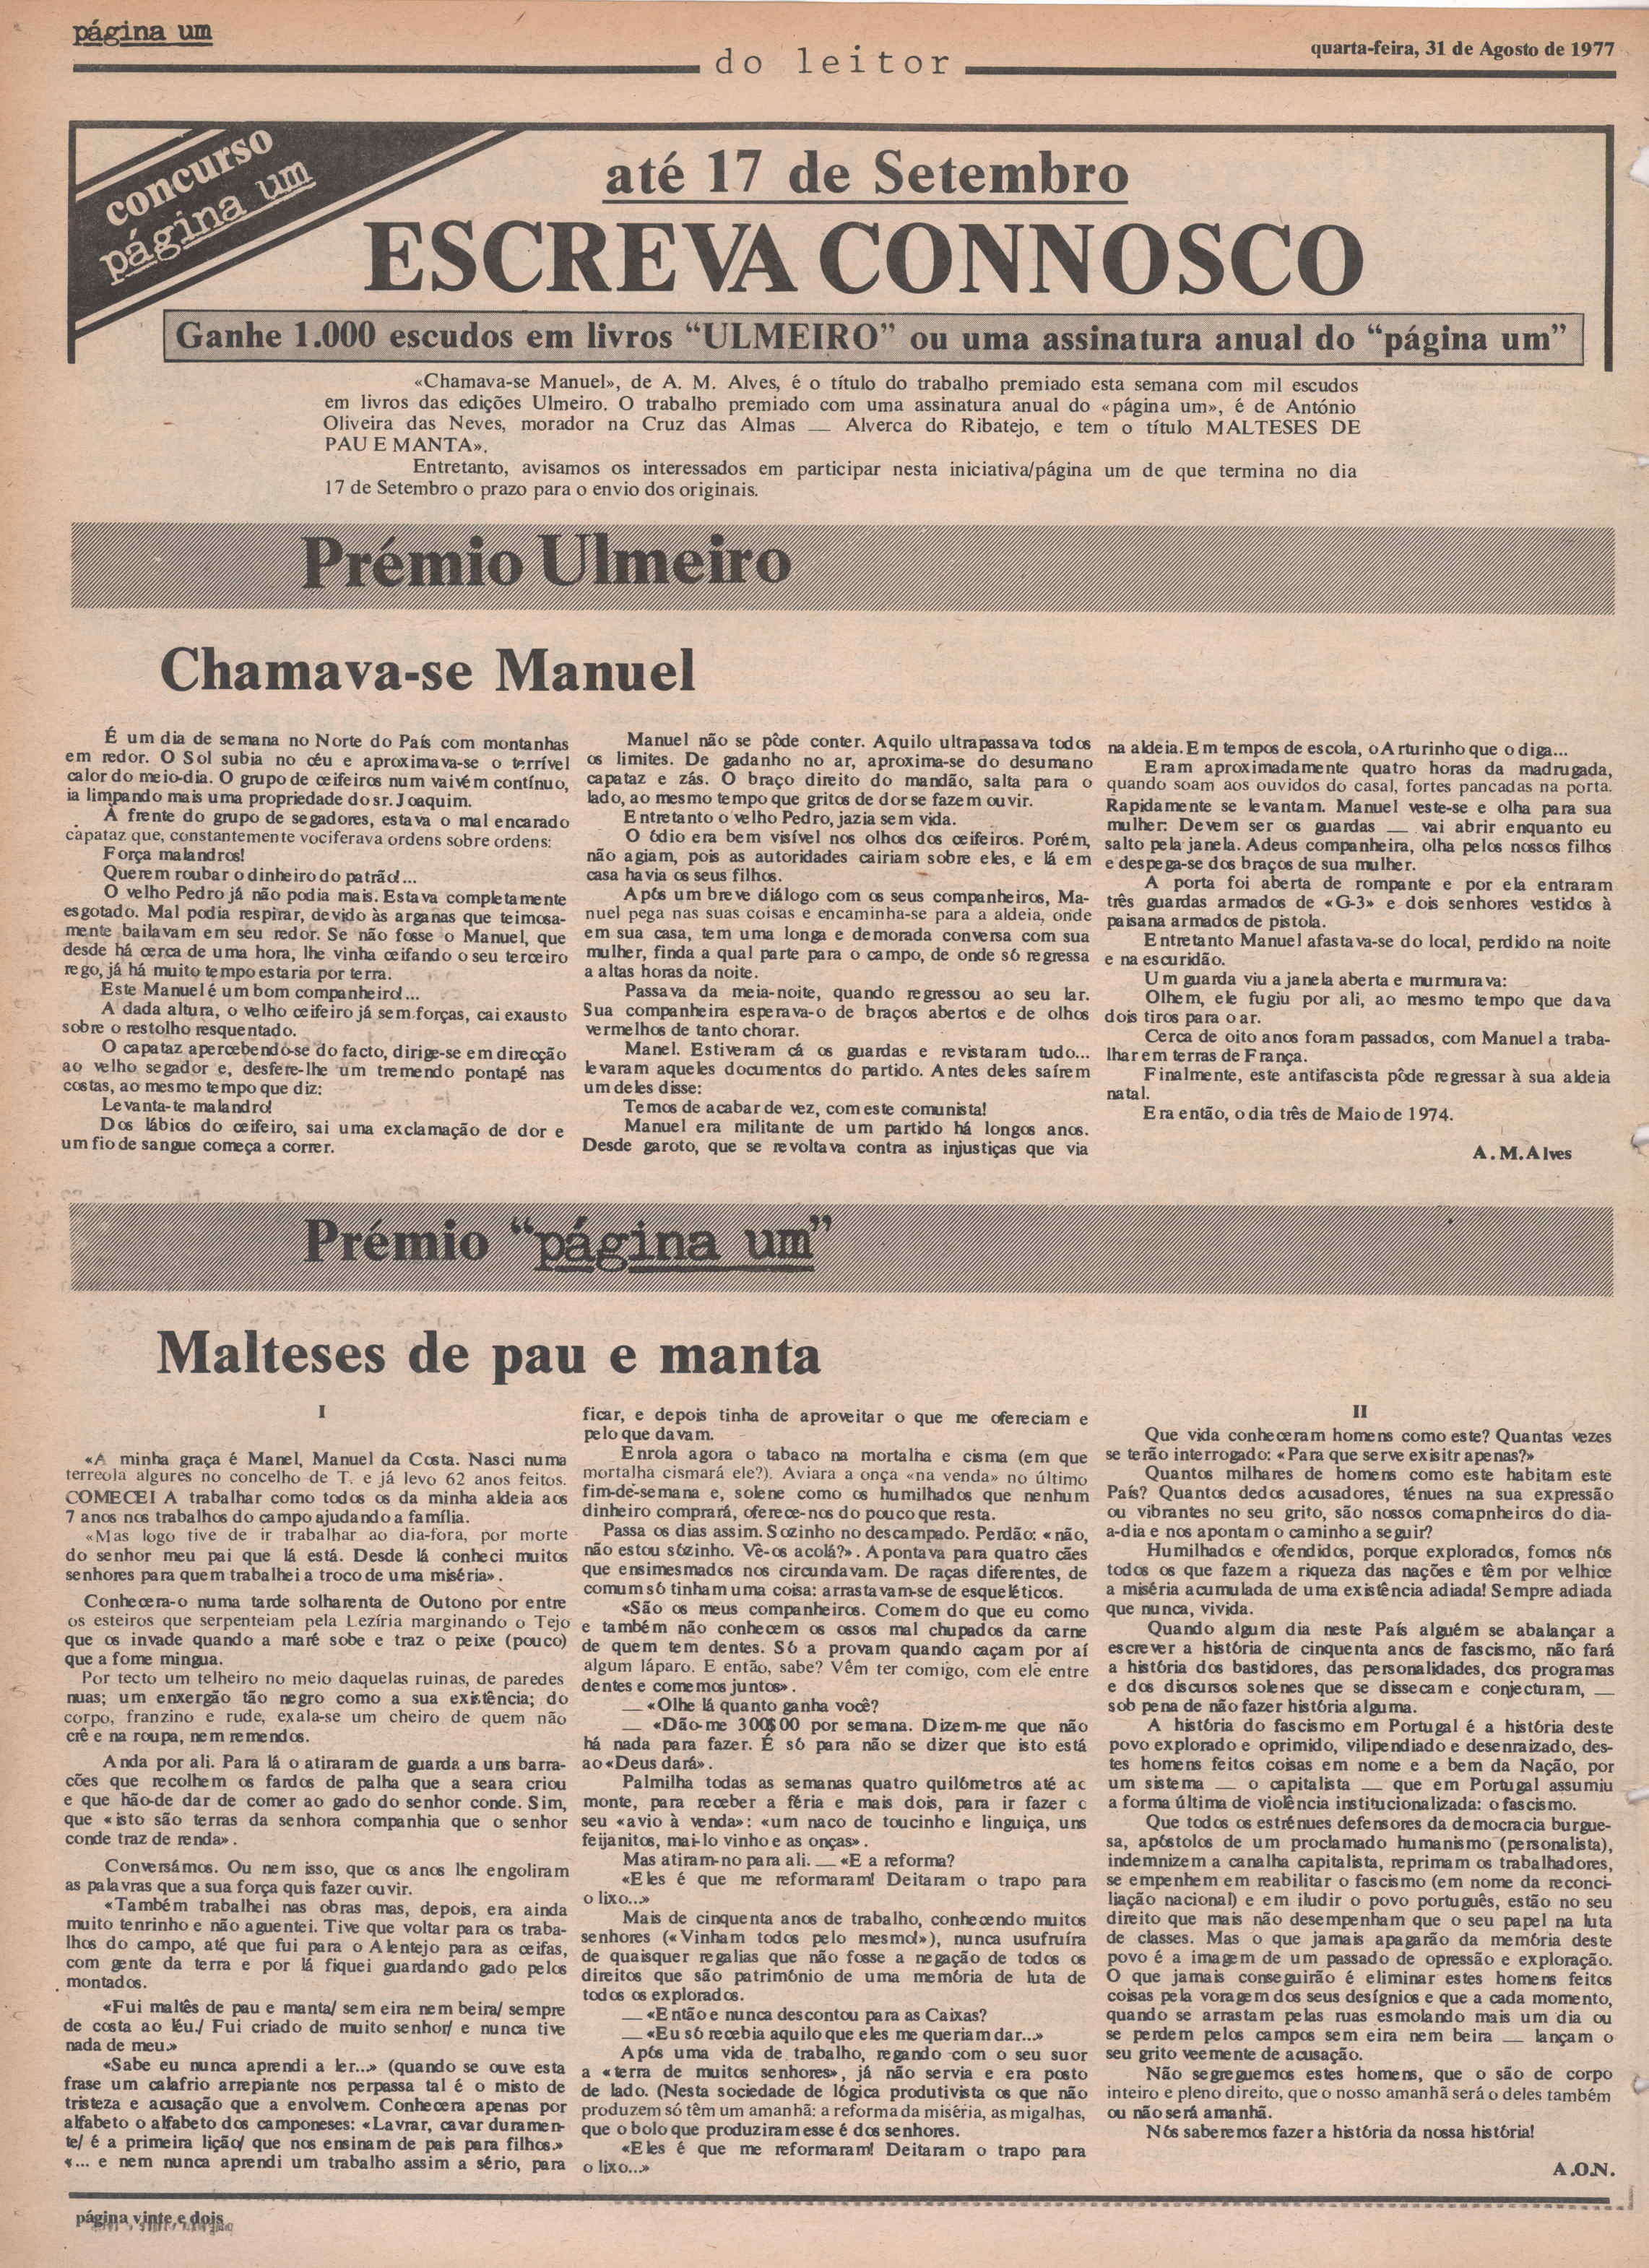 página um
do leitor
quarta-feira, 31 de Agosto de 1977
concurso
página um
até 17 de Setembro
ESCREVA CONNOSCO
Ganhe 1.000 escudos em livros “ULMEIRO” ou uma assinatura anual do “página um”
«Chamava-se Manuel», de A. M. Alves, é o título do trabalho premiado esta semana com mil escudos
em livros das edições Ulmeiro. O trabalho premiado com uma assinatura anual do «página um», é de António
Oliveira das Neves, morador na Cruz das Almas — Alverca do Ribatejo, e tem o título MALTESES DE
PAU E MANTA».
Entretanto, avisamos os interessados em participar nesta iniciativa/página um de que termina no dia
17 de Setembro o prazo para o envio dos originais.
Prémio Ulmeiro
Chamava-se Manuel
É um dia de semana no Norte do País com montanhas
em redor. O Sol subia no céu e aproximava-se o terrível
calor do meio-dia. O grupo de ceifeiros num vaivém contínuo,
ia limpando mais uma propriedade do sr. Joaquim.
À frente do grupo de segadores, estava o mal encarado
capataz que, constantemente vociferava ordens sobre ordens:
Força malandros!
Querem roubar o dinheiro do patrão!...
O velho Pedro já não podia mais. Estava completamente
esgotado. Mal podia respirar, devido às arganas que teimosa-
mente bailavam em seu redor. Se não fosse o Manuel, que
desde há cerca de uma hora, lhe vinha ceifando o seu terceiro
rego, já há muito tempo estaria por terra.
Este Manuel é um bom companheiro!...
A dada altura, o velho ceifeiro já sem forças, cai exausto
sobre o restolho resquentado.
O capataz apercebendo-se do facto, dirige-se em direcção
ao velho segador e, desfere-lhe um tremendo pontapé nas
costas, ao mesmo tempo que diz:
Levanta-te malandro!
Dos lábios do ceifeiro, sai uma exclamação de dor e
um fio de sangue começa a correr.
Manuel não se pôde conter. Aquilo ultrapassava todos
os limites. De gadanho no ar, aproxima-se do desumano
capataz e zás. O braço direito do mandão, salta para o
lado, ao mesmo tempo que gritos de dor se fazem ouvir.
Entretanto o velho Pedro, jazia sem vida.
O ódio era bem visível nos olhos dos ceifeiros. Porém,
não agiam, pois as autoridades cairiam sobre eles, e lá em
casa havia os seus filhos.
Após um breve diálogo com os seus companheiros, Ma-
nuel pega nas suas coisas e encaminha-se para a aldeia, onde
em sua casa, tem uma longa e demorada conversa com sua
mulher, finda a qual parte para o campo, de onde só regressa
a altas horas da noite.
Passava da meia-noite, quando regressou ao seu lar.
Sua companheira esperava-o de braços abertos e de olhos
vermelhos de tanto chorar.
Manel. Estiveram cá os guardas e revistaram tudo...
levaram aqueles documentos do partido. Antes deles saírem
um deles disse:
Temos de acabar de vez, com este comunista!
Manuel era militante de um partido há longos anos.
Desde garoto, que se revoltava contra as injustiças que via
na aldeia. Em tempos de escola, o Arturinho que o diga...
Eram aproximadamente quatro horas da madrugada,
quando soam aos ouvidos do casal, fortes pancadas na porta.
Rapidamente se levantam. Manuel veste-se e olha para sua
mulher: Devem ser os guardas — vai abrir enquanto eu
salto pela janela. Adeus companheira, olha pelos nossos filhos
e despega-se dos braços de sua mulher.
A porta foi aberta de rompante e por ela entraram
três guardas armados de «G-3» e dois senhores vestidos à
paisana armados de pistola.
Entretanto Manuel afastava-se do local, perdido na noite
e na escuridão.
Um guarda viu a janela aberta e murmurava:
Olhem, ele fugiu por ali, ao mesmo tempo que dava
dois tiros para o ar.
Cerca de oito anos foram passados, com Manuel a traba-
lhar em terras de França.
Finalmente, este antifascista pôde regressar à sua aldeia
natal.
Era então, o dia três de Maio de 1974.
A. M. Alves
Prémio “página um”
Malteses de pau e manta
I
«A minha graça é Manel, Manuel da Costa. Nasci numa
terreola algures no concelho de T. e já levo 62 anos feitos.
COMECEI A trabalhar como todos os da minha aldeia aos
7 anos nos trabalhos do campo ajudando a família.
«Mas logo tive de ir trabalhar ao dia-fora, por morte
do senhor meu pai que lá está. Desde lá conheci muitos
senhores para quem trabalhei a troco de uma miséria».
Conhecera-o numa tarde solharenta de Outono por entre
os esteiros que serpenteiam pela Lezíria marginando o Tejo
que os invade quando a maré sobe e traz o peixe (pouco)
que a fome mingua.
Por tecto um telheiro no meio daquelas ruinas, de paredes
nuas; um enxergão tão negro como a sua existência; do
corpo, franzino e rude, exala-se um cheiro de quem não
crê e na roupa, nem remendos.
Anda por ali. Para lá o atiraram de guarda a uns barra-
cões que recolhem os fardos de palha que a seara criou
e que hão-de dar de comer ao gado do senhor conde. Sim,
que «isto são terras da senhora companhia que o senhor
conde traz de renda».
Conversámos. Ou nem isso, que os anos lhe engoliram
as palavras que a sua força quis fazer ouvir.
«Também trabalhei nas obras mas, depois, era ainda
muito tenrinho e não aguentei. Tive que voltar para os traba-
lhos do campo, até que fui para o Alentejo para as ceifas,
com gente da terra e por lá fiquei guardando gado pelos
montados.
«Fui maltês de pau e manta/ sem eira nem beira/ sempre
de costa ao léu./ Fui criado de muito senhor/ e nunca tive
nada de meu.»
«Sabe eu nunca aprendi a ler...» (quando se ouve esta
frase um calafrio arrepiante nos perpassa tal é o misto de
tristeza e acusação que a envolvem. Conhecera apenas por
alfabeto o alfabeto dos camponeses: «Lavrar, cavar duramen-
te/ é a primeira lição/ que nos ensinam de pais para filhos.»
«... e nem nunca aprendi um trabalho assim a sério, para
ficar, e depois tinha de aproveitar o que me ofereciam e
pelo que davam.
Enrola agora o tabaco na mortalha e cisma (em que
mortalha cismará ele?). Aviara a onça «na venda» no último
fim-de-semana e, solene como os humilhados que nenhum
dinheiro comprará, oferece-nos do pouco que resta.
Passa os dias assim. Sozinho no descampado. Perdão: «não,
não estou sózinho. Vê-os acolá?». Apontava para quatro cães
que ensimesmados nos circundavam. De raças diferentes, de
comum só tinham uma coisa: arrastavam-se de esqueléticos.
«São os meus companheiros. Comem do que eu como
e também não conhecem os ossos mal chupados da carne
de quem tem dentes. Só a provam quando caçam por aí
algum láparo. E então, sabe? Vêm ter comigo, com ele entre
dentes e comemos juntos».
— «Olhe lá quanto ganha você?
— «Dão-me 300$00 por semana. Dizem-me que não
há nada para fazer. É só para não se dizer que isto está
ao «Deus dará».
Palmilha todas as semanas quatro quilómetros até ac
monte, para receber a féria e mais dois, para ir fazer c
seu «avio à venda»: «um naco de toucinho e linguiça, uns
feijanitos, mai-lo vinho e as onças».
Mas atiram-no para ali. — «E a reforma?
«Eles é que me reformaram! Deitaram o trapo para
o lixo...»
Mais de cinquenta anos de trabalho, conhecendo muitos
senhores («Vinham todos pelo mesmo!»), nunca usufruíra
de quaisquer regalias que não fosse a negação de todos os
direitos que são património de uma memória de luta de
todos os explorados.
— «Então e nunca descontou para as Caixas?
— «Eu só recebia aquilo que eles me queriam dar...»
Após uma vida de trabalho, regando com o seu suor
a «terra de muitos senhores», já não servia e era posto
de lado. (Nesta sociedade de lógica produtivista os que não
produzem só têm um amanhã: a reforma da miséria, as migalhas,
que o bolo que produziram esse é dos senhores.
«Eles é que me reformaram! Deitaram o trapo para
o lixo...»
II
Que vida conheceram homens como este? Quantas vezes
se terão interrogado: «Para que serve exisitr apenas?»
Quantos milhares de homens como este habitam este
País? Quantos dedos acusadores, ténues na sua expressão
ou vibrantes no seu grito, são nossos comapnheiros do dia-
a-dia e nos apontam o caminho a seguir?
Humilhados e ofendidos, porque explorados, fomos nós
todos os que fazem a riqueza das nações e têm por velhice
a miséria acumulada de uma existência adiada! Sempre adiada
que nunca, vivida.
Quando algum dia neste País alguém se abalançar a
escrever a história de cinquenta anos de fascismo, não fará
a história dos bastidores, das personalidades, dos programas
e dos discursos solenes que se dissecam e conjecturam, —
sob pena de não fazer história alguma.
A história do fascismo em Portugal é a história deste
povo explorado e oprimido, vilipendiado e desenraizado, des-
tes homens feitos coisas em nome e a bem da Nação, por
um sistema — o capitalista — que em Portugal assumiu
a forma última de violência institucionalizada: o fascismo.
Que todos os estrénues defensores da democracia burgue-
sa, apóstolos de um proclamado humanismo (personalista),
indemnizem a canalha capitalista, reprimam os trabalhadores,
se empenhem em reabilitar o fascismo (em nome da reconci-
liação nacional) e em iludir o povo português, estão no seu
direito que mais não desempenham que o seu papel na luta
de classes. Mas o que jamais apagarão da memória deste
povo é a imagem de um passado de opressão e exploração.
O que jamais conseguirão é eliminar estes homens feitos
coisas pela voragem dos seus desígnios e que a cada momento,
quando se arrastam pelas ruas esmolando mais um dia ou
se perdem pelos campos sem eira nem beira — lançam o
seu grito veemente de acusação.
Não segreguemos estes homens, que o são de corpo
inteiro e pleno direito, que o nosso amanhã será o deles também
ou não será amanhã.
Nós saberemos fazer a história da nossa história!
A.O.N.
página vinte e dois